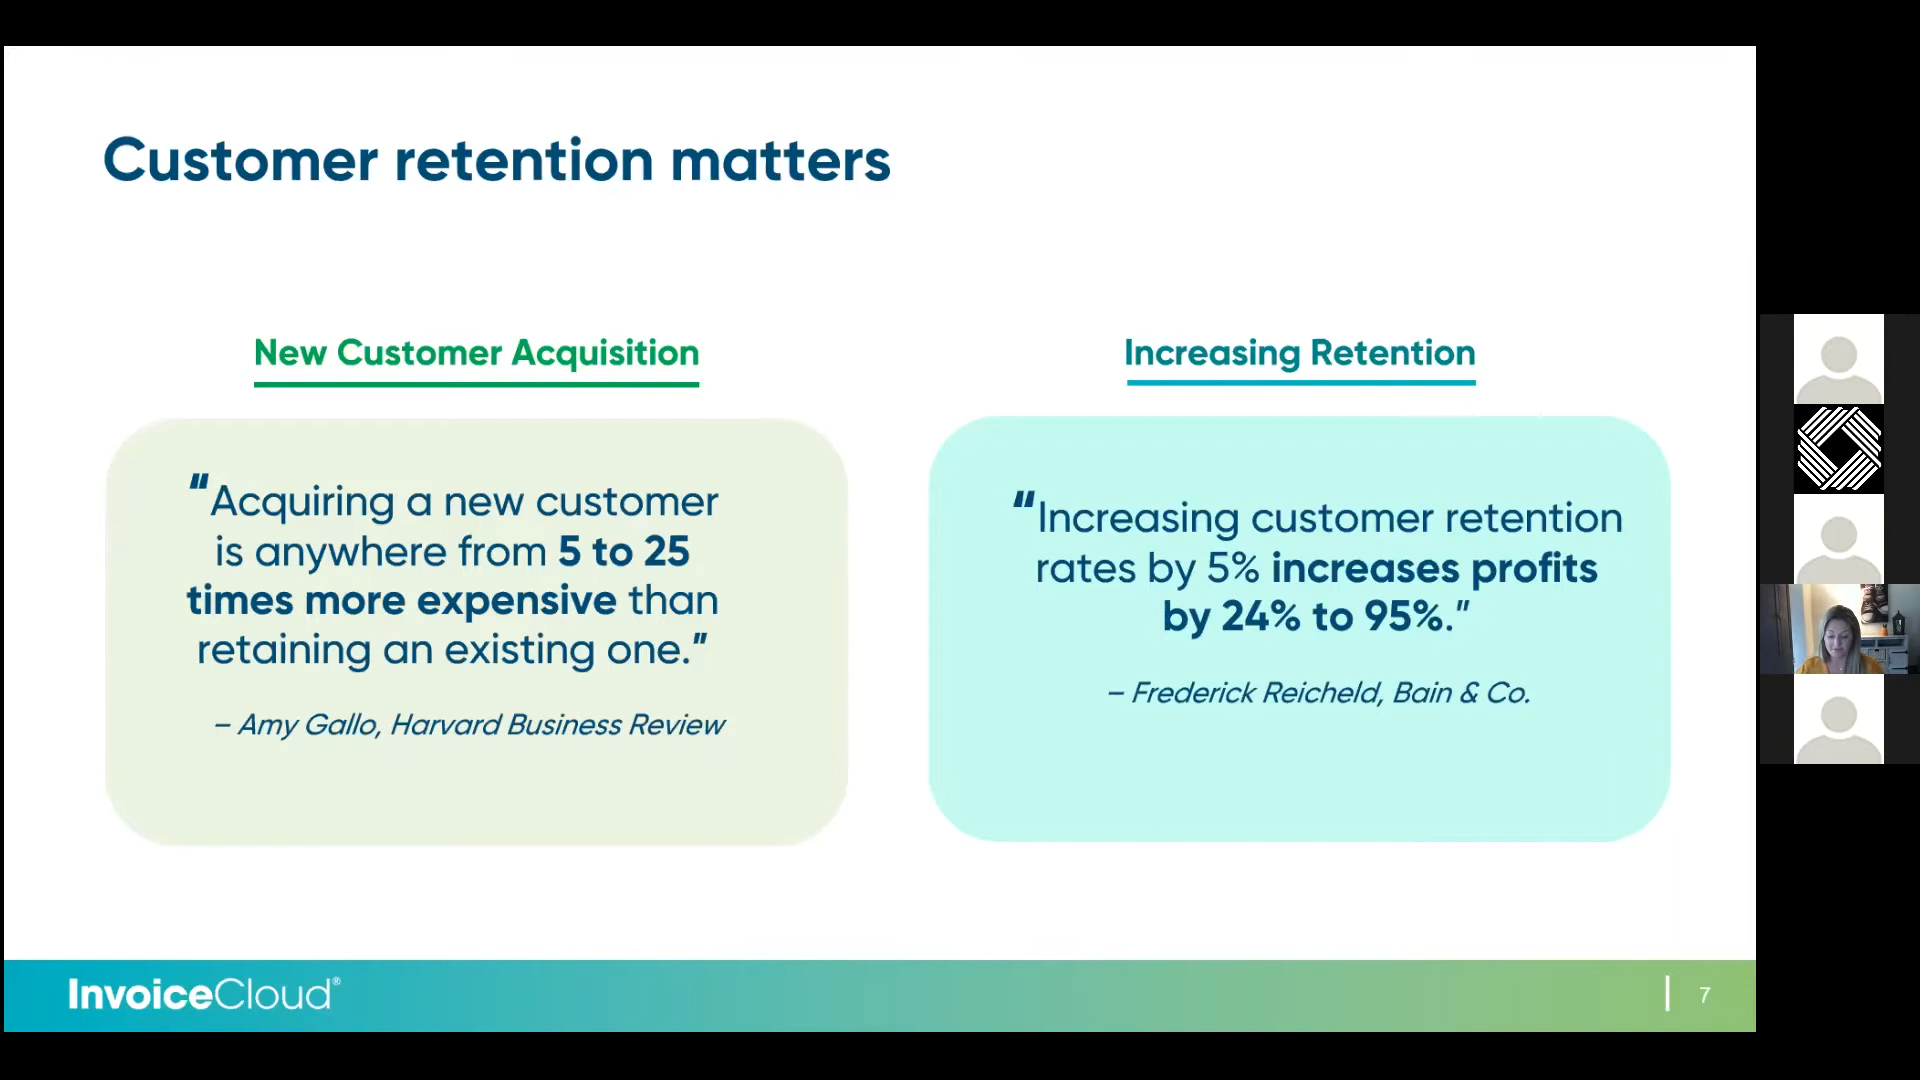 Customer retention matters
New Customer Acquisition
"Acquiring a new customer
is anywhere from 5 to 25
times more expensive than
retaining an existing one."
– Amy Gallo, Harvard Business Review
Increasing Retention
"Increasing customer retention
rates by 5% increases profits
by 24% to 95%."
– Frederick Reicheld, Bain & Co.
InvoiceCloud®
7